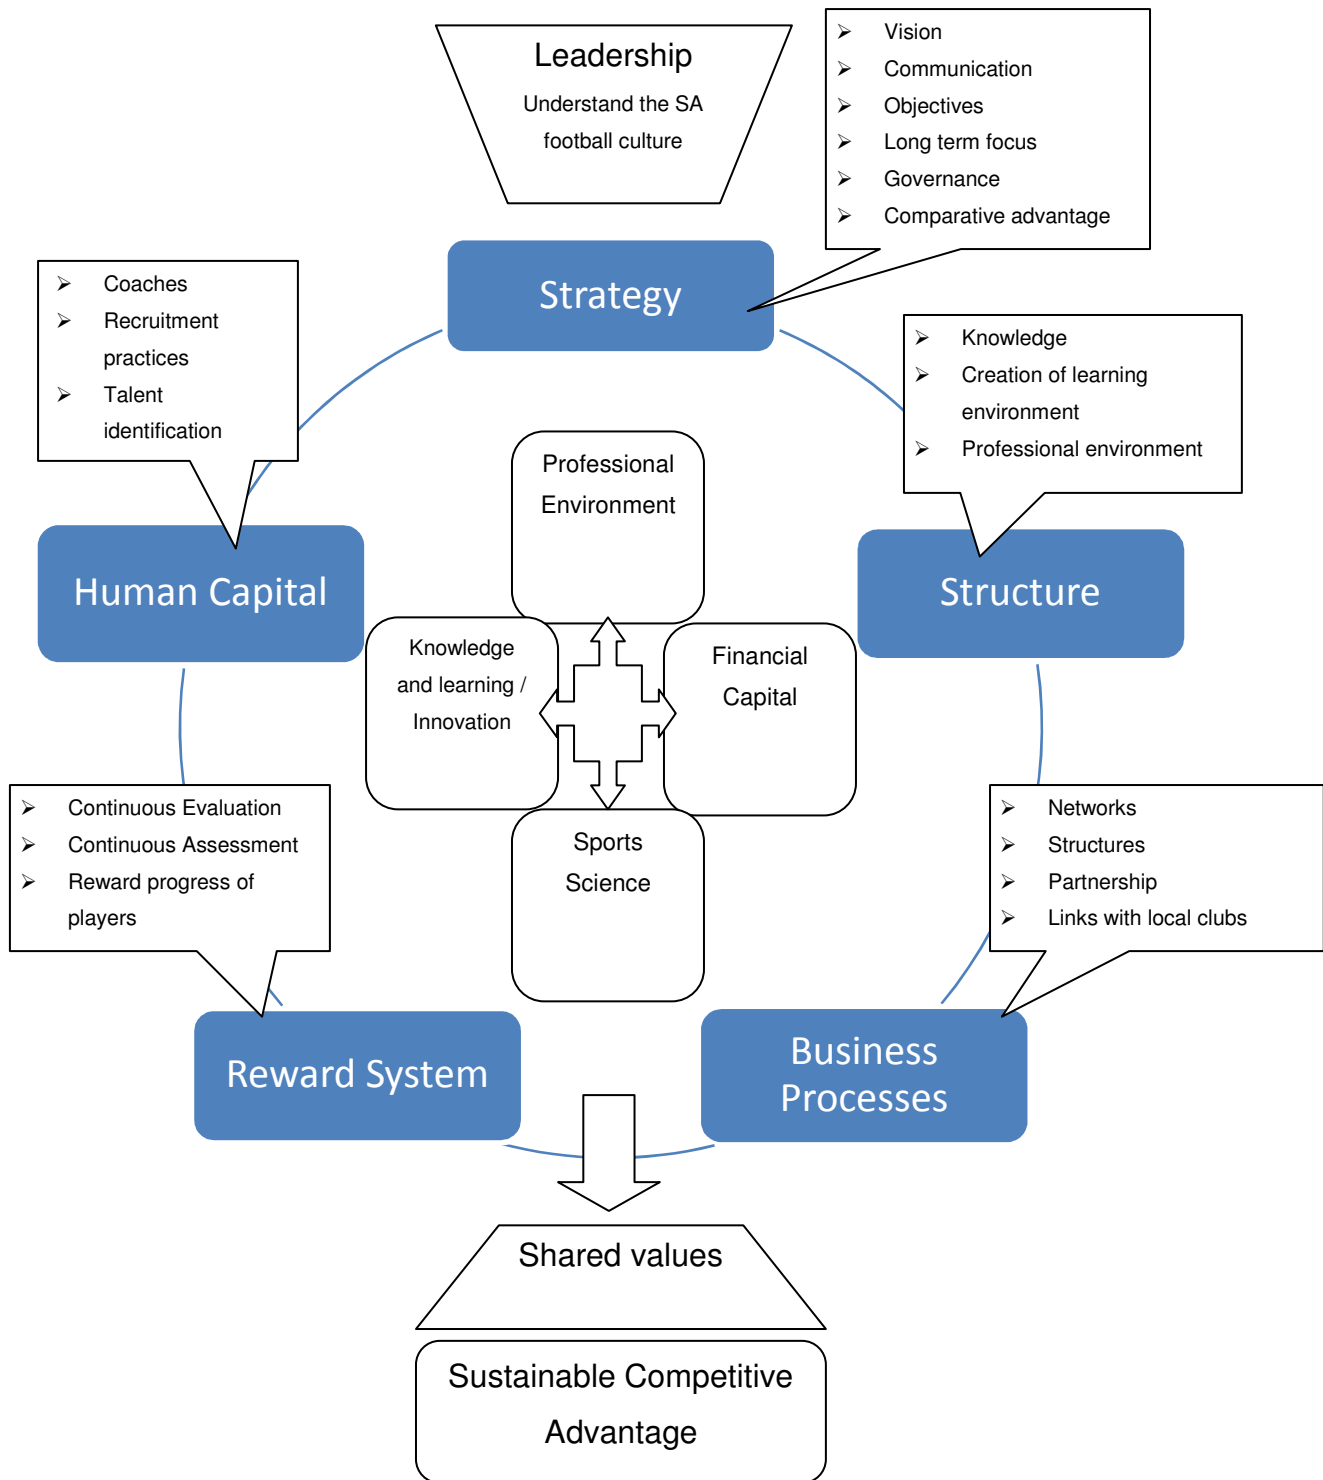 Leadership
Understand the SA
football culture
➢ Vision
➢ Communication
➢ Objectives
➢ Long term focus
➢ Governance
➢ Comparative advantage
Strategy
➢ Coaches
➢ Recruitment
practices
➢ Talent
identification
➢ Knowledge
➢ Creation of learning
environment
➢ Professional environment
Human Capital
Structure
Professional
Environment
Knowledge
and learning /
Innovation
Financial
Capital
Sports
Science
➢ Continuous Evaluation
➢ Continuous Assessment
➢ Reward progress of
players
➢ Networks
➢ Structures
➢ Partnership
➢ Links with local clubs
Reward System
Business
Processes
Shared values
Sustainable Competitive
Advantage